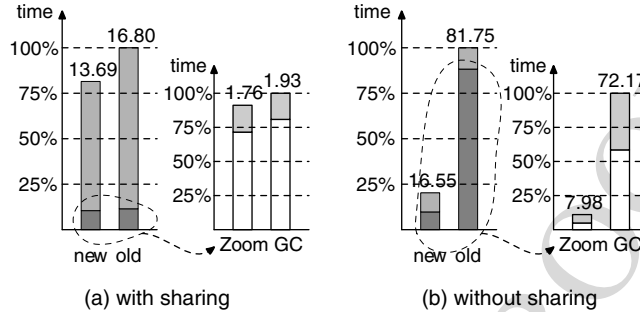 time
16.80
100%
13.69
75%
50%
25%
new old
time
1.93
1.76
100%
75%
50%
25%
Zoom GC
(a) with sharing
time
81.75
100%
75%
50%
25%
16.55
new old
time
72.17
100%
75%
50%
25%
7.98
Zoom GC
(b) without sharing